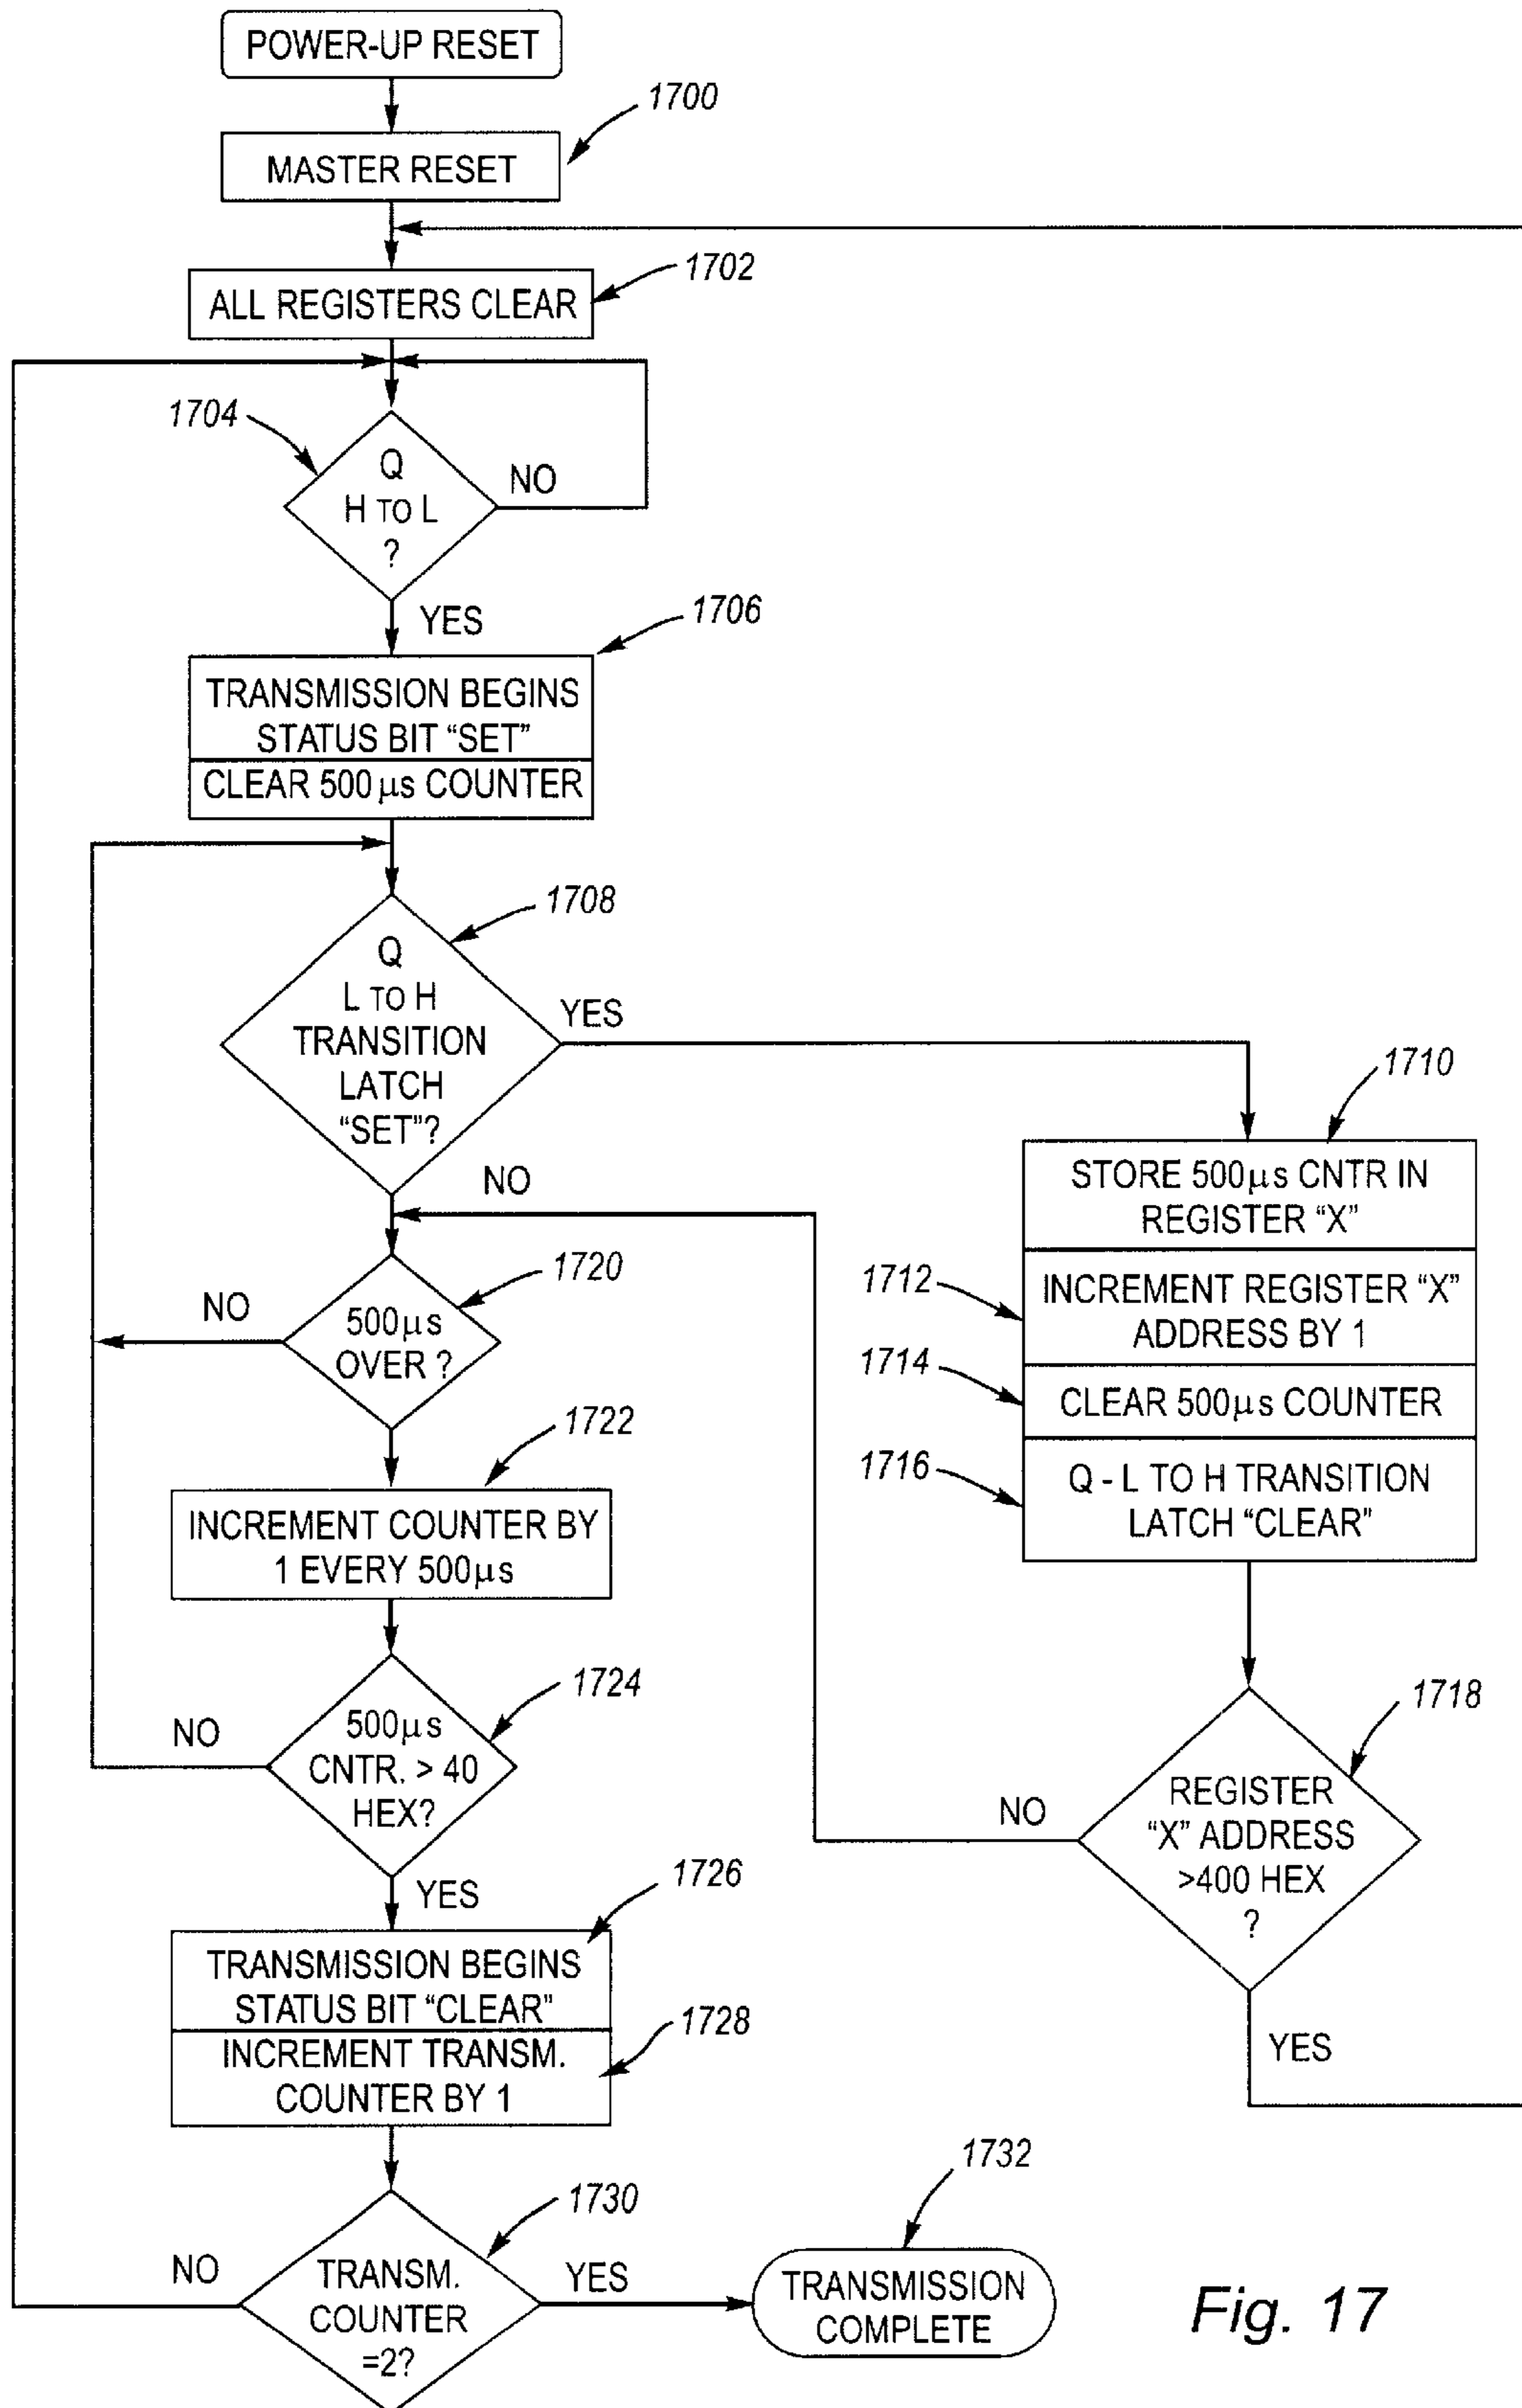 POWER-UP RESET
1700
MASTER RESET
1702
ALL REGISTERS CLEAR
1704
Q
H TO L
?
NO
YES
1706
TRANSMISSION BEGINS
STATUS BIT “SET”
CLEAR 500 μs COUNTER
1708
Q
L TO H
TRANSITION
LATCH
“SET”?
YES
NO
1710
STORE 500μs CNTR IN
REGISTER “X”
1712
INCREMENT REGISTER “X”
ADDRESS BY 1
1714
CLEAR 500μs COUNTER
1716
Q - L TO H TRANSITION
LATCH “CLEAR”
1718
REGISTER
“X” ADDRESS
>400 HEX
?
NO
YES
1720
500μs
OVER ?
NO
1722
INCREMENT COUNTER BY
1 EVERY 500μs
1724
500μs
CNTR. > 40
HEX?
NO
YES
1726
TRANSMISSION BEGINS
STATUS BIT “CLEAR”
1728
INCREMENT TRANSM.
COUNTER BY 1
1730
TRANSM.
COUNTER
=2?
NO
YES
1732
TRANSMISSION
COMPLETE
Fig. 17